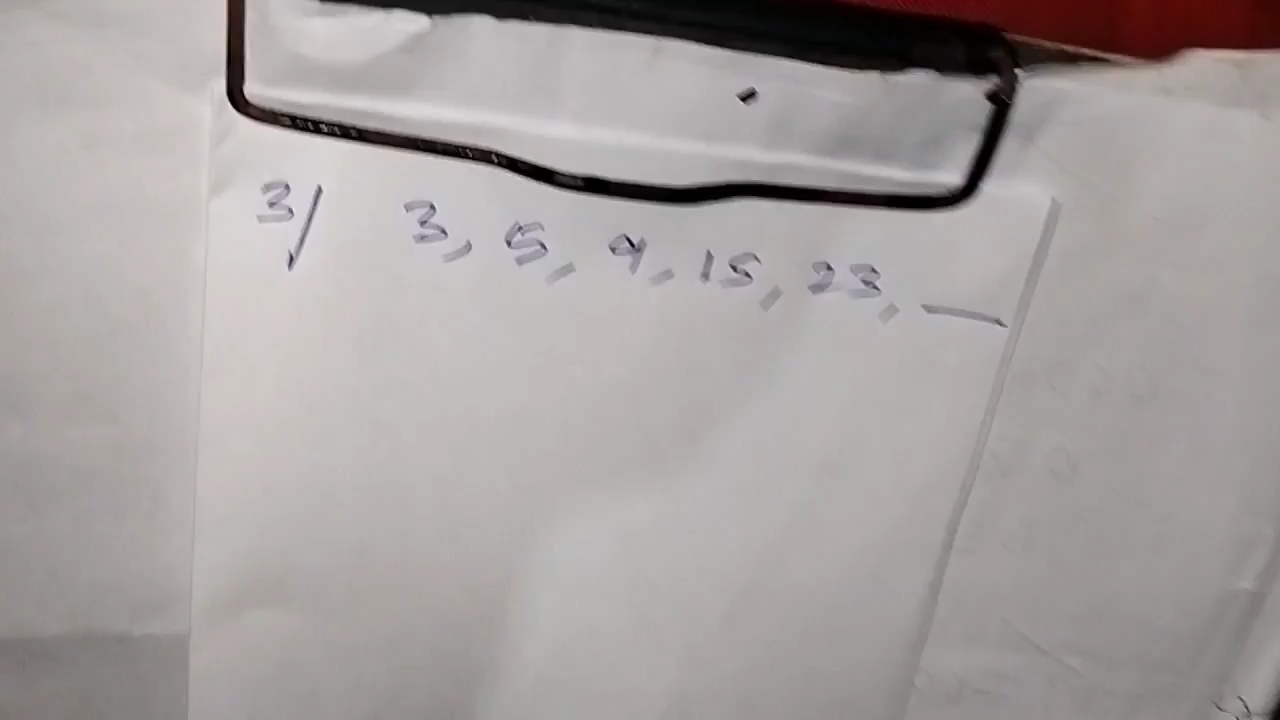 3/ 3, 5, 9, 15, 23, __